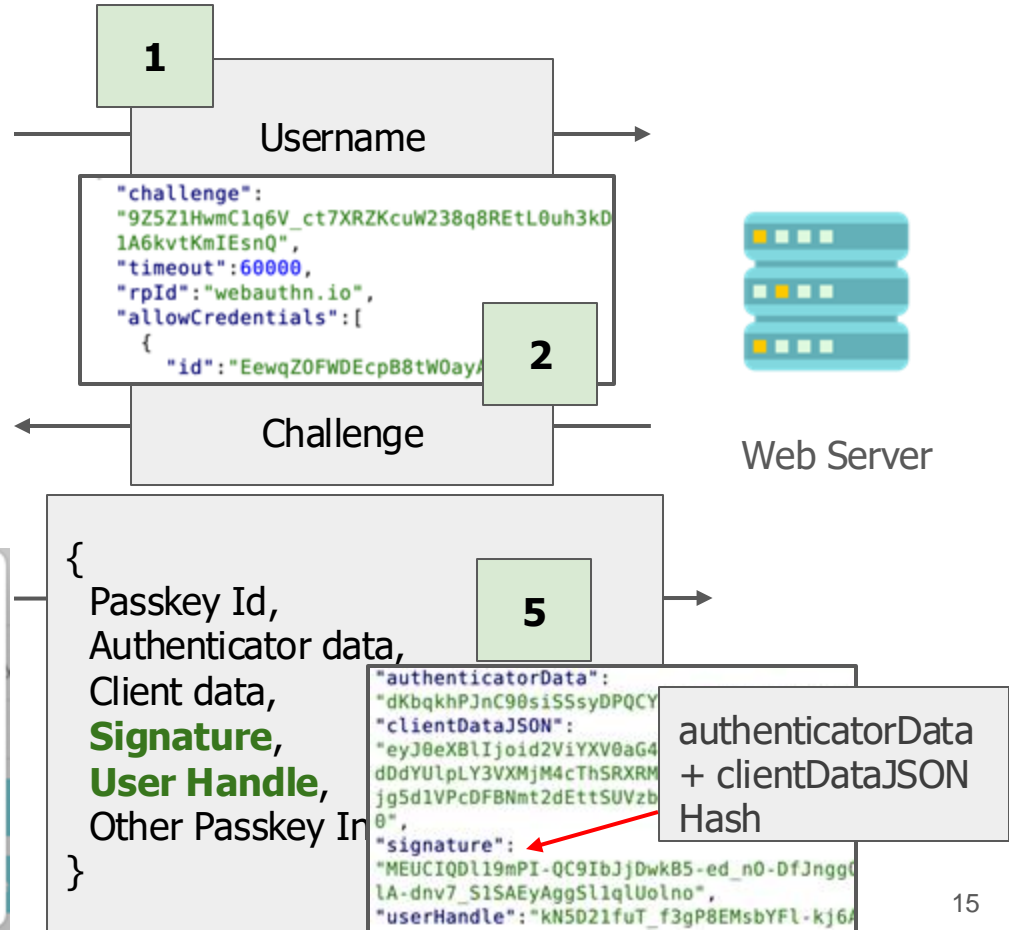 1
Username
"challenge":
"9Z5Z1HwmC1q6V_ct7XRZKcuW238q8REtL0uh3kD
1A6kvtKmIEsnQ",
"timeout":60000,
"rpId":"webauthn.io",
"allowCredentials":[
{
"id":"EewqZOFWDEcpB8tWOayA
2
Challenge
Web Server
{
Passkey Id,
Authenticator data,
Client data,
Signature,
User Handle,
Other Passkey In
}
5
"authenticatorData":
"dKbqkhPJnC90siSSsyDPQCY
"clientDataJSON":
"eyJ0eXBlIjoid2ViYXV0aG4
dDdYUlpLY3VXMjM4cThSRXRM
jg5d1VPcDFBNmt2dEttSUVzb
0",
"signature":
"MEUCIQDl19mPI-QC9IbJjDwkB5-ed_nO-DfJngg
lA-dnv7_S1SAEyAggSl1qlUolno",
"userHandle":"kN5D21fuT_f3gP8EMsbYFl-kj6A
authenticatorData
+ clientDataJSON
Hash
15